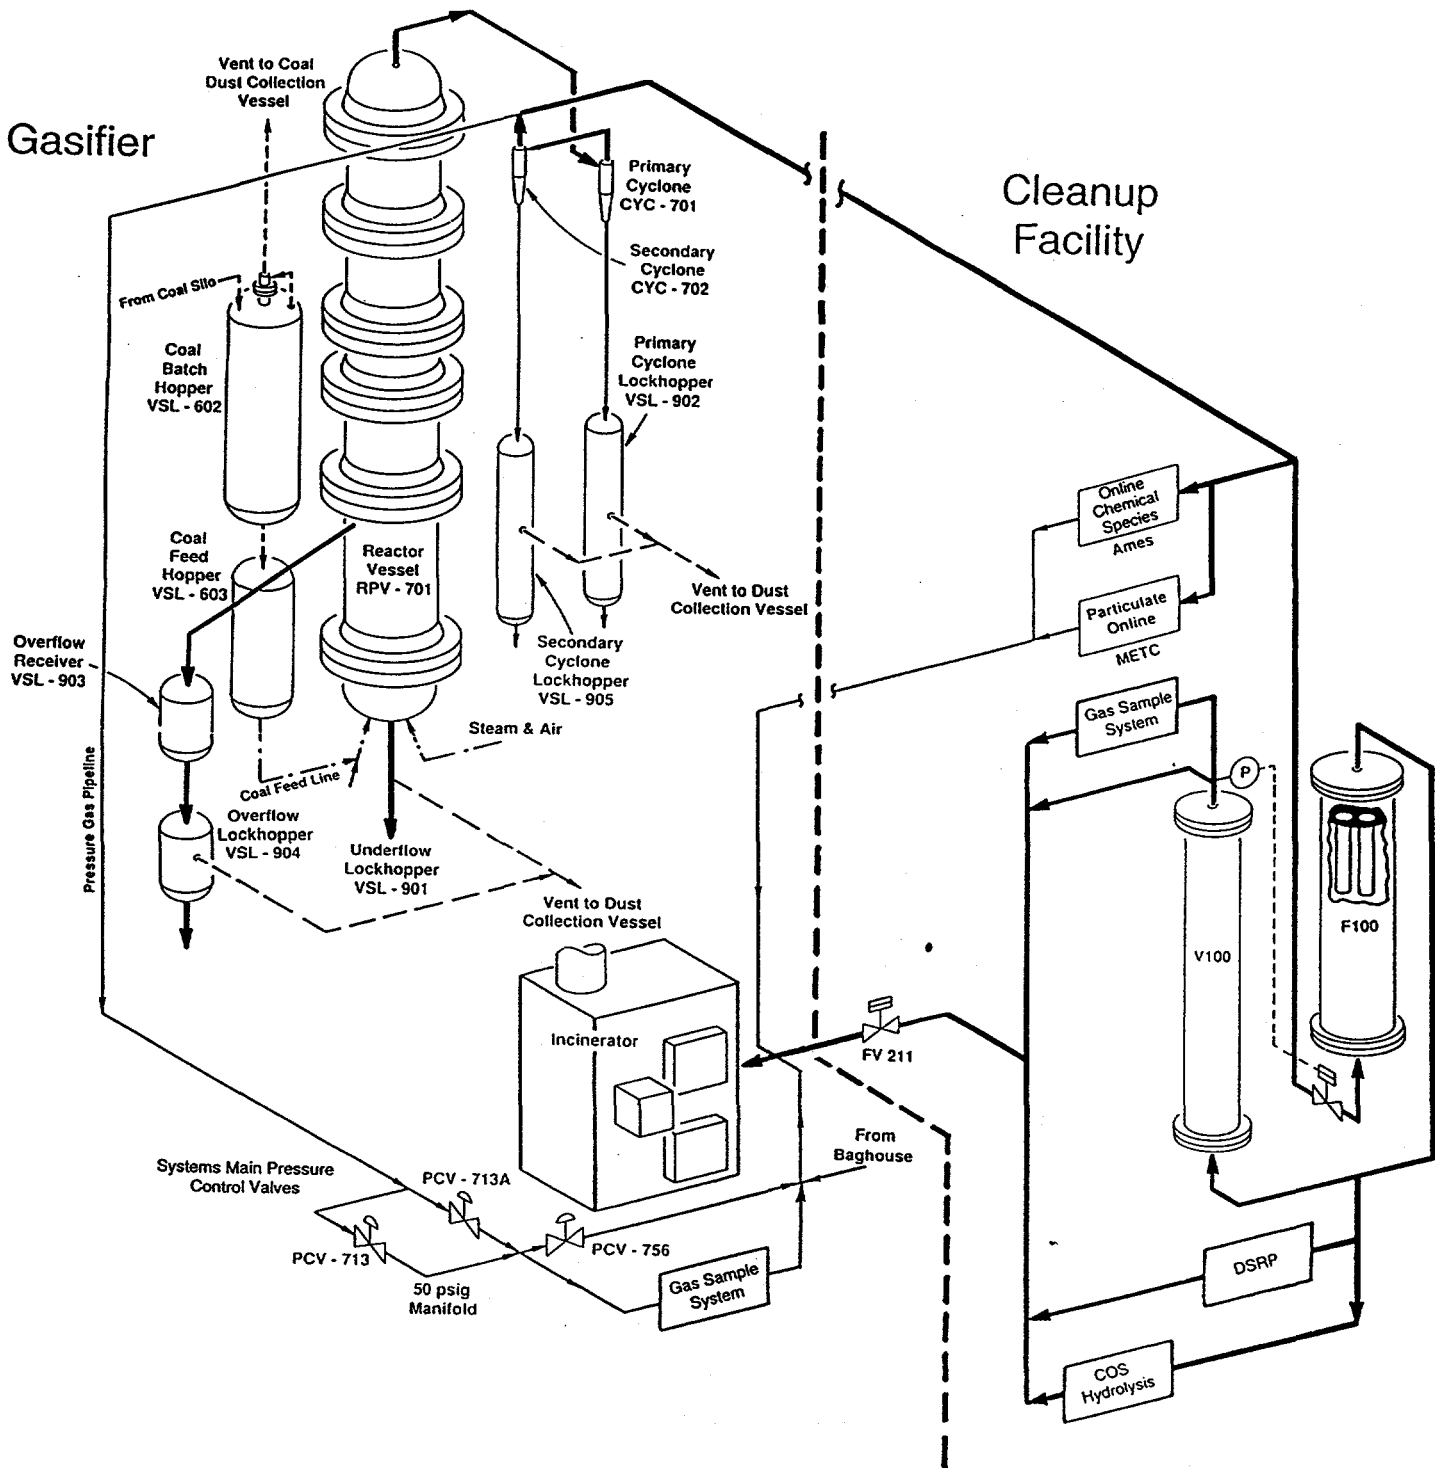 Vent to Coal
Dust Collection
Vessel
Gasifier
Primary
Cyclone
CYC - 701
Cleanup
Facility
Secondary
Cyclone
CYC - 702
From Coal Silo
Coal
Batch
Hopper
VSL - 602
Primary
Cyclone
Lockhopper
VSL - 902
Online
Chemical
Species
Ames
Coal
Feed
Hopper
VSL - 603
Reactor
Vessel
RPV - 701
Vent to Dust
Collection Vessel
Particulate
Online
METC
Overflow
Receiver
VSL - 903
Secondary
Cyclone
Lockhopper
VSL - 905
Gas Sample
System
Steam & Air
P
Coal Feed Line
Pressure Gas Pipeline
Overflow
Lockhopper
VSL - 904
Underflow
Lockhopper
VSL - 901
Vent to Dust
Collection Vessel
F100
V100
Incinerator
FV 211
From
Baghouse
Systems Main Pressure
Control Valves
PCV - 713A
PCV - 713
PCV - 756
50 psig
Manifold
Gas Sample
System
DSRP
COS
Hydrolysis